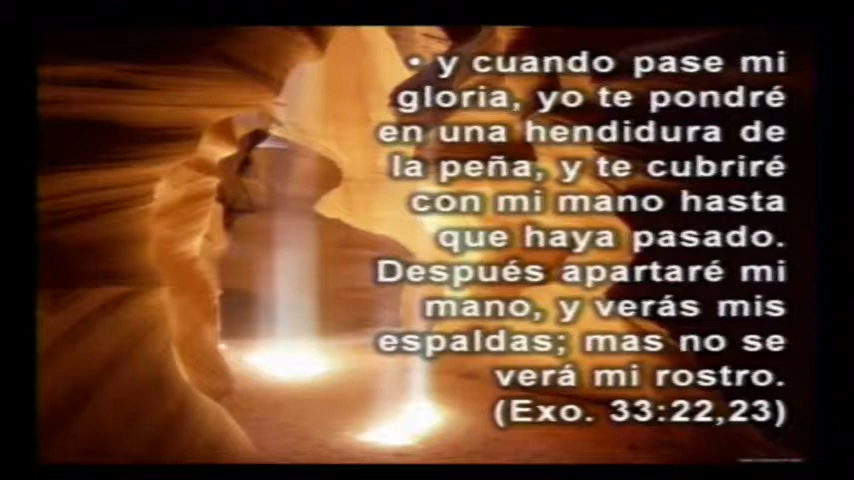 • y cuando pase mi
gloria, yo te pondré
en una hendidura de
la peña, y te cubriré
con mi mano hasta
que haya pasado.
Después apartaré mi
mano, y verás mis
espaldas; mas no se
verá mi rostro.
(Exo. 33:22,23)